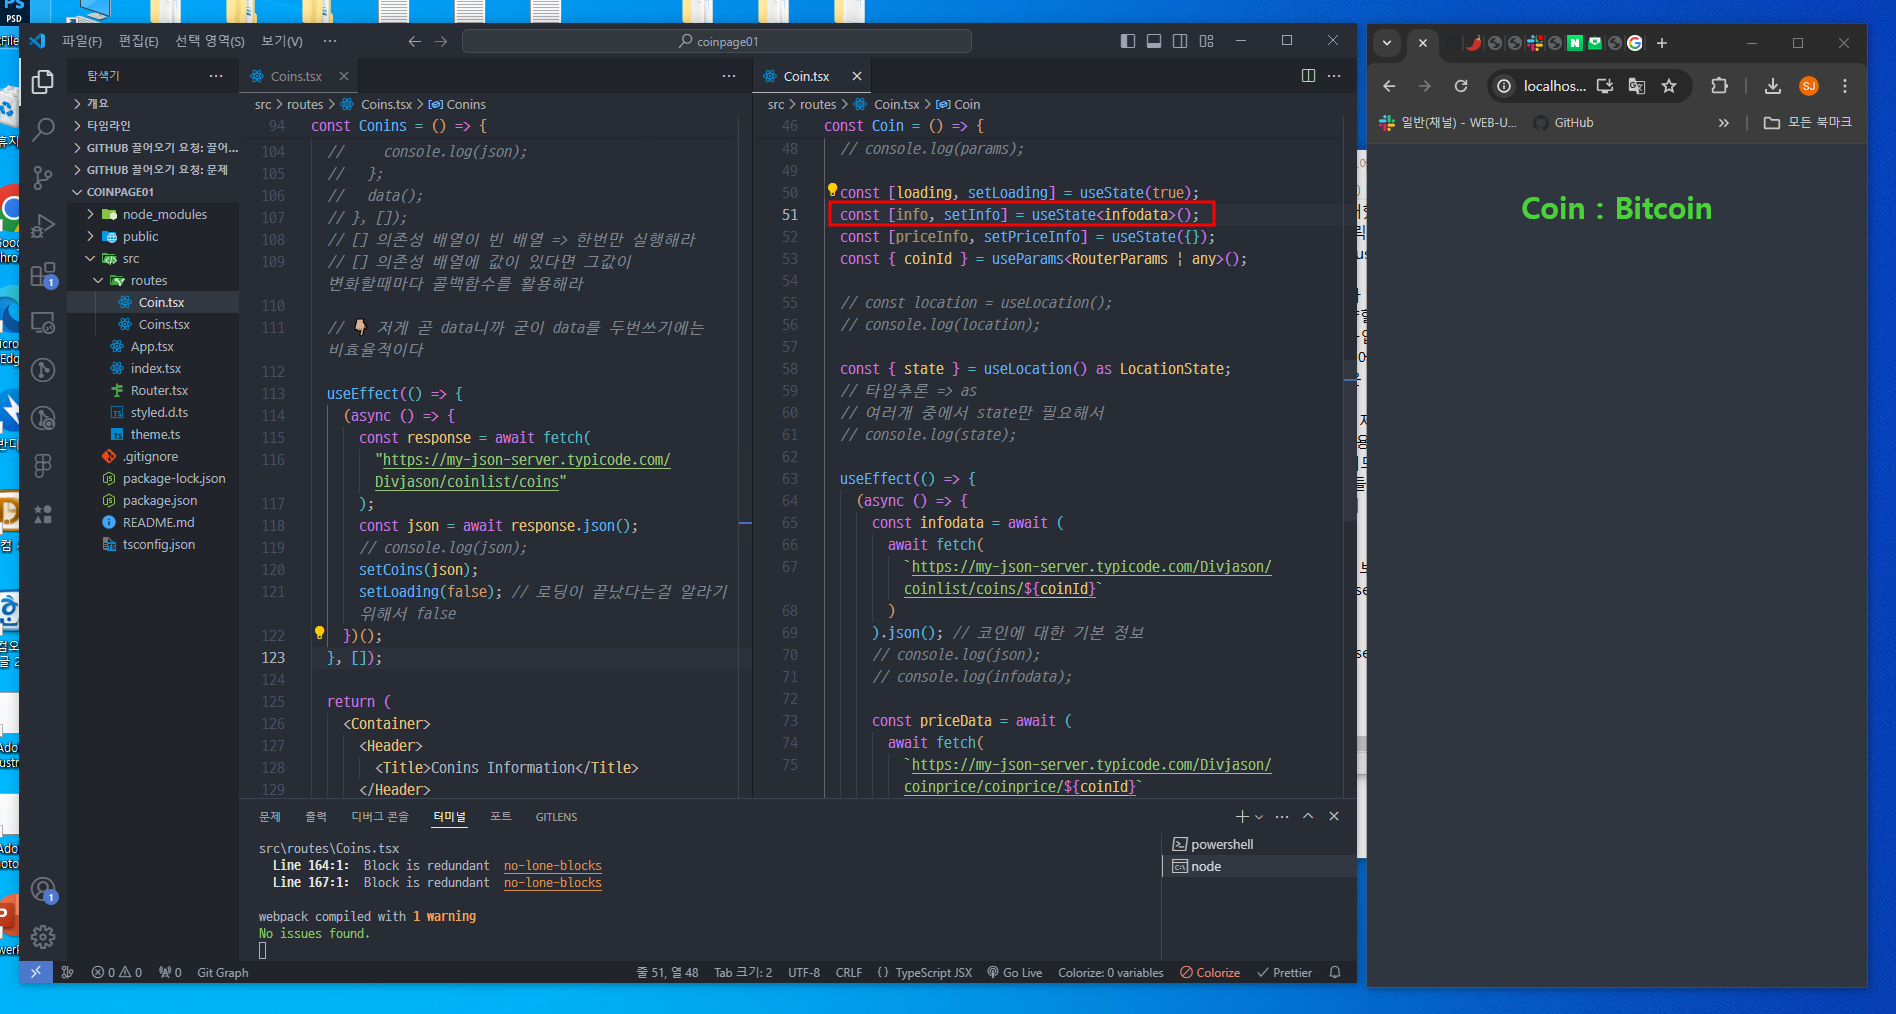 파일(F) 편집(E) 선택 영역(S) 보기(V) ···
coinpage01
탐색기
개요
타임라인
GITHUB 끌어오기 요청: 끌어...
GITHUB 끌어오기 요청: 문제
COINPAGE01
node_modules
public
src
routes
Coin.tsx
Coins.tsx
App.tsx
index.tsx
Router.tsx
styled.d.ts
theme.ts
.gitignore
package-lock.json
package.json
README.md
tsconfig.json
Coins.tsx
src > routes > Coins.tsx > Conins
94 const Conins = () => {
104 // console.log(json);
105 // };
106 // data();
107 // }, []);
108 // [] 의존성 배열이 빈 배열 => 한번만 실행해라
109 // [] 의존성 배열에 값이 있다면 그값이
변화할때마다 콜백함수를 활용해라
110
111 // 👇🏼 저게 곧 data니까 굳이 data를 두번쓰기에는
비효율적이다
112
113 useEffect(() => {
114 (async () => {
115 const response = await fetch(
116 "https://my-json-server.typicode.com/
Divjason/coinlist/coins"
117 );
118 const json = await response.json();
119 // console.log(json);
120 setCoins(json);
121 setLoading(false); // 로딩이 끝났다는걸 알라기
위해서 false
122 })();
123 }, []);
124
125 return (
126 <Container>
127 <Header>
128 <Title>Conins Information</Title>
129 </Header>
Coin.tsx
src > routes > Coin.tsx > Coin
46 const Coin = () => {
48 // console.log(params);
49
50 const [loading, setLoading] = useState(true);
51 const [info, setInfo] = useState<infodata>();
52 const [priceInfo, setPriceInfo] = useState({});
53 const { coinId } = useParams<RouterParams | any>();
54
55 // const location = useLocation();
56 // console.log(location);
57
58 const { state } = useLocation() as LocationState;
59 // 타입추론 => as
60 // 여러개 중에서 state만 필요해서
61 // console.log(state);
62
63 useEffect(() => {
64 (async () => {
65 const infodata = await (
66 await fetch(
67 `https://my-json-server.typicode.com/Divjason/
coinlist/coins/${coinId}`
68 )
69 ).json(); // 코인에 대한 기본 정보
70 // console.log(json);
71 // console.log(infodata);
72
73 const priceData = await (
74 await fetch(
75 `https://my-json-server.typicode.com/Divjason/
coinprice/coinprice/${coinId}`
문제 출력 디버그 콘솔 터미널 포트 GITLENS
src\routes\Coins.tsx
Line 164:1: Block is redundant no-lone-blocks
Line 167:1: Block is redundant no-lone-blocks
webpack compiled with 1 warning
No issues found.
powershell
node
0 0 0 Git Graph
줄 51, 열 48 Tab 크기: 2 UTF-8 CRLF {} TypeScript JSX Go Live Colorize: 0 variables Colorize Prettier
localhos...
SJ
일반(채널) - WEB-U... GitHub » 모든 북마크
Coin : Bitcoin